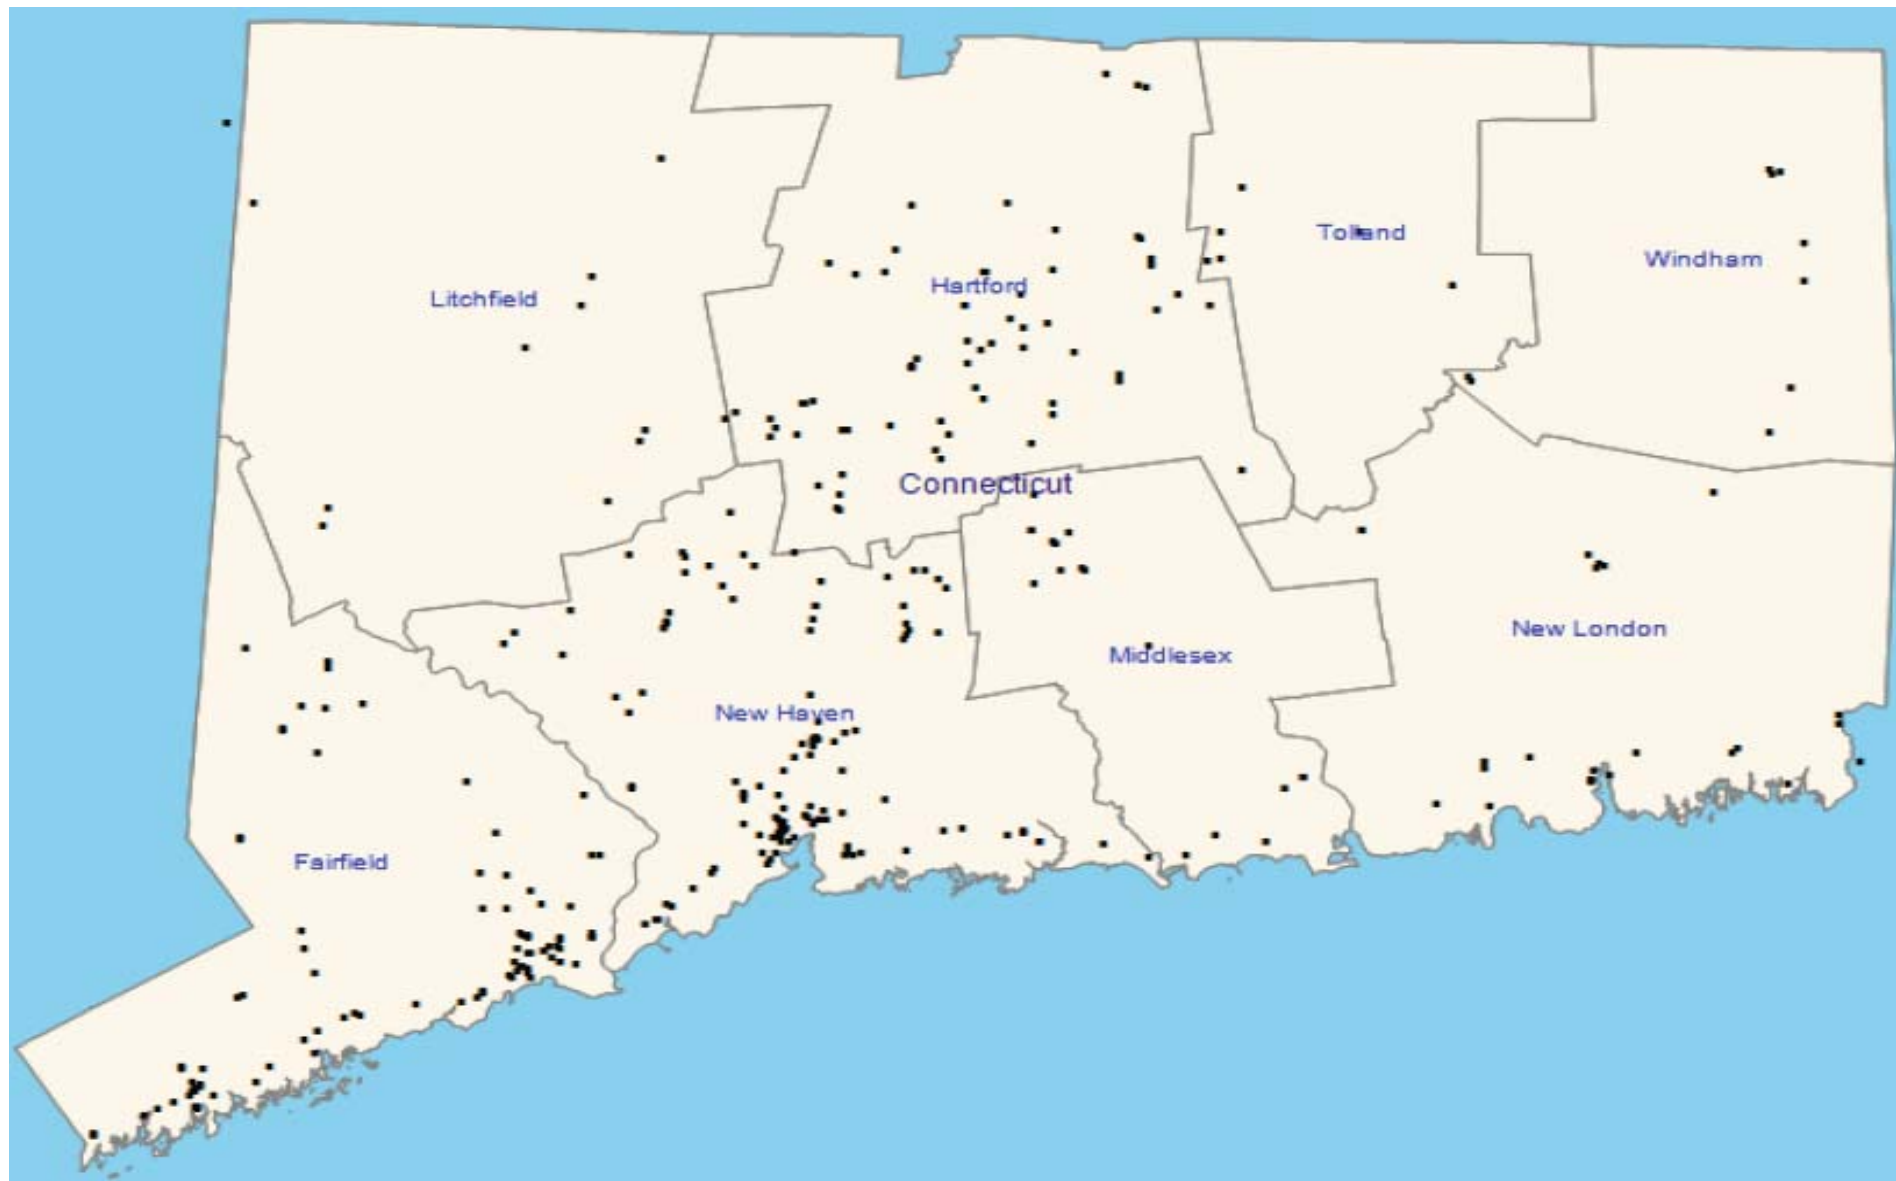 Tolland
Windham
Hartford
Litchfield
Connecticut
New London
Middlesex
New Haven
Fairfield